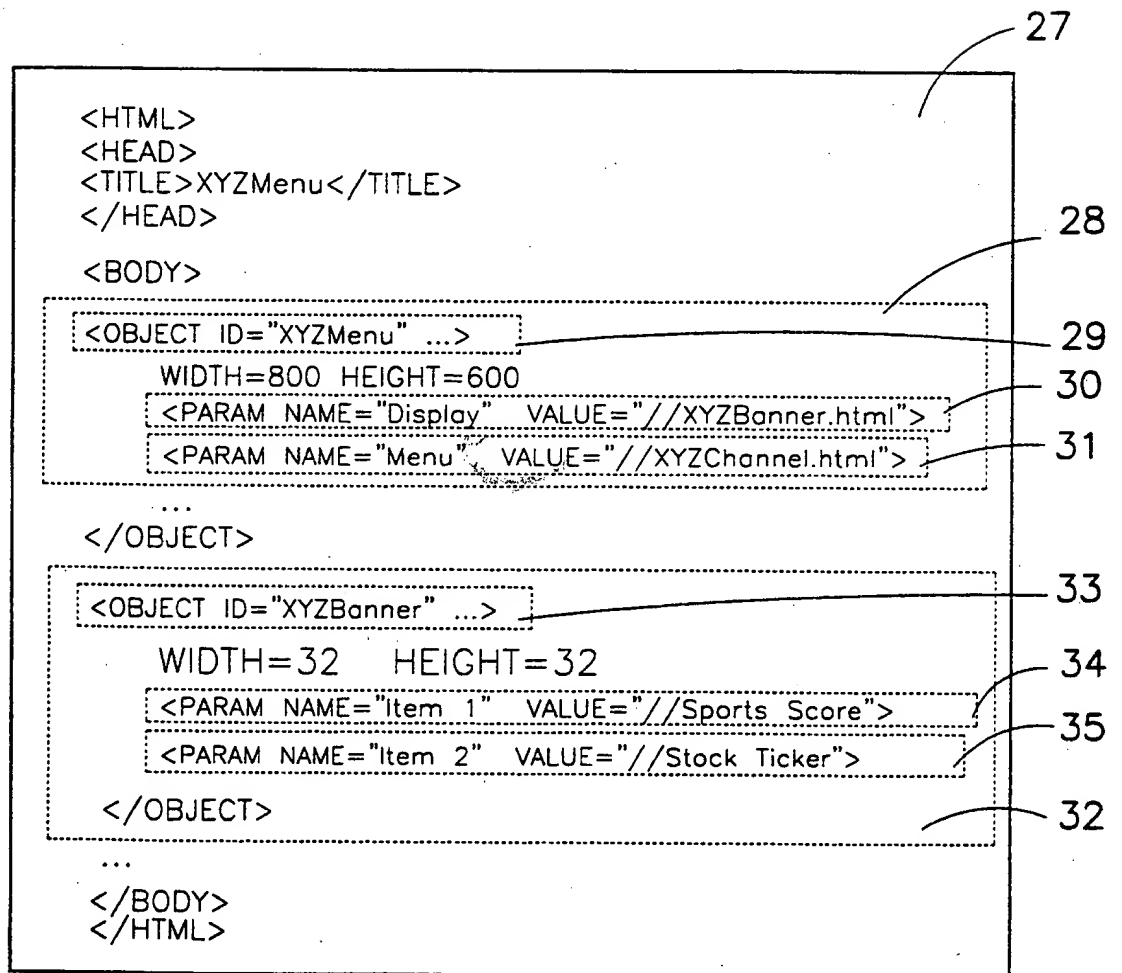 27
<HTML>
<HEAD>
<TITLE>XYZMenu</TITLE>
</HEAD>
28
<BODY>
<OBJECT ID="XYZMenu" ...>
29
WIDTH=800 HEIGHT=600
30
<PARAM NAME="Display" VALUE="//XYZBanner.html">
31
<PARAM NAME="Menu" VALUE="//XYZChannel.html">
...
</OBJECT>
<OBJECT ID="XYZBanner" ...>
33
WIDTH=32 HEIGHT=32
34
<PARAM NAME="Item 1" VALUE="//Sports Score">
35
<PARAM NAME="Item 2" VALUE="//Stock Ticker">
</OBJECT>
32
...
</BODY>
</HTML>